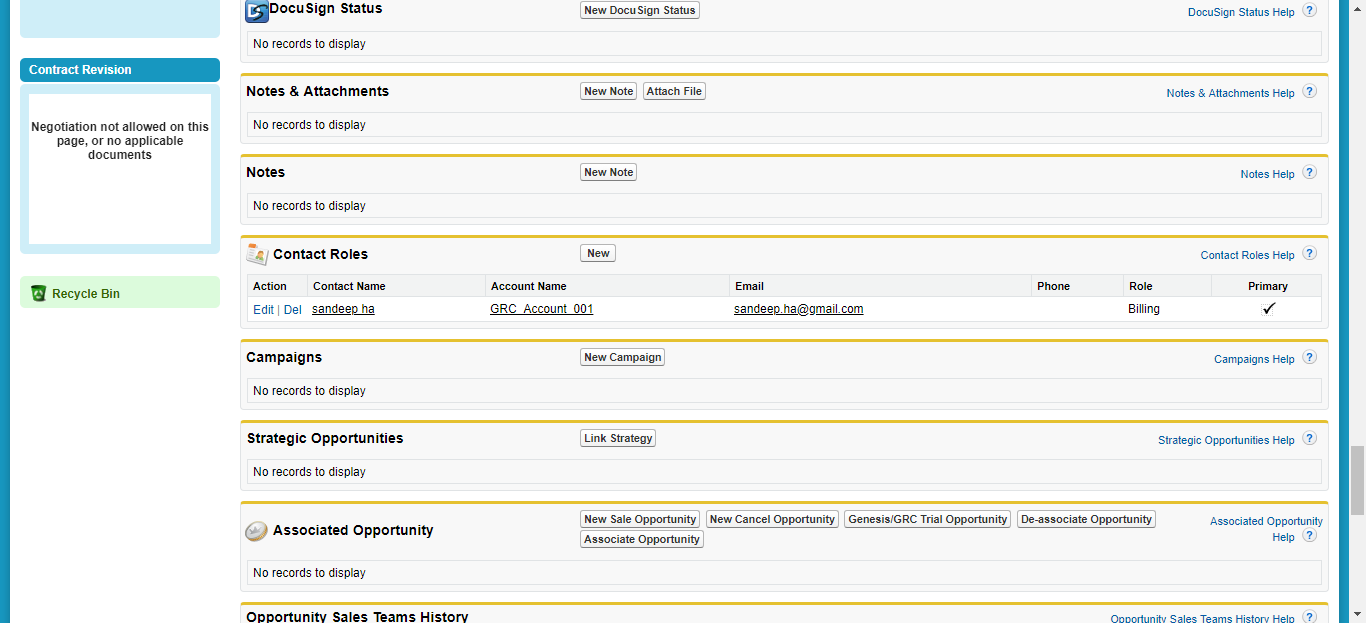 DocuSign Status
New DocuSign Status
DocuSign Status Help ?
No records to display
Contract Revision
Negotiation not allowed on this
page, or no applicable
documents
Recycle Bin
Notes & Attachments
New Note Attach File
Notes & Attachments Help ?
No records to display
Notes
New Note
Notes Help ?
No records to display
Contact Roles
New
Contact Roles Help ?
Action Contact Name Account Name Email Phone Role Primary
Edit | Del sandeep ha GRC_Account_001 sandeep.ha@gmail.com Billing
Campaigns
New Campaign
Campaigns Help ?
No records to display
Strategic Opportunities
Link Strategy
Strategic Opportunities Help ?
No records to display
Associated Opportunity
New Sale Opportunity New Cancel Opportunity Genesis/GRC Trial Opportunity De-associate Opportunity
Associate Opportunity
Associated Opportunity
Help ?
No records to display
Opportunity Sales Teams History
Opportunity Sales Teams History Help ?